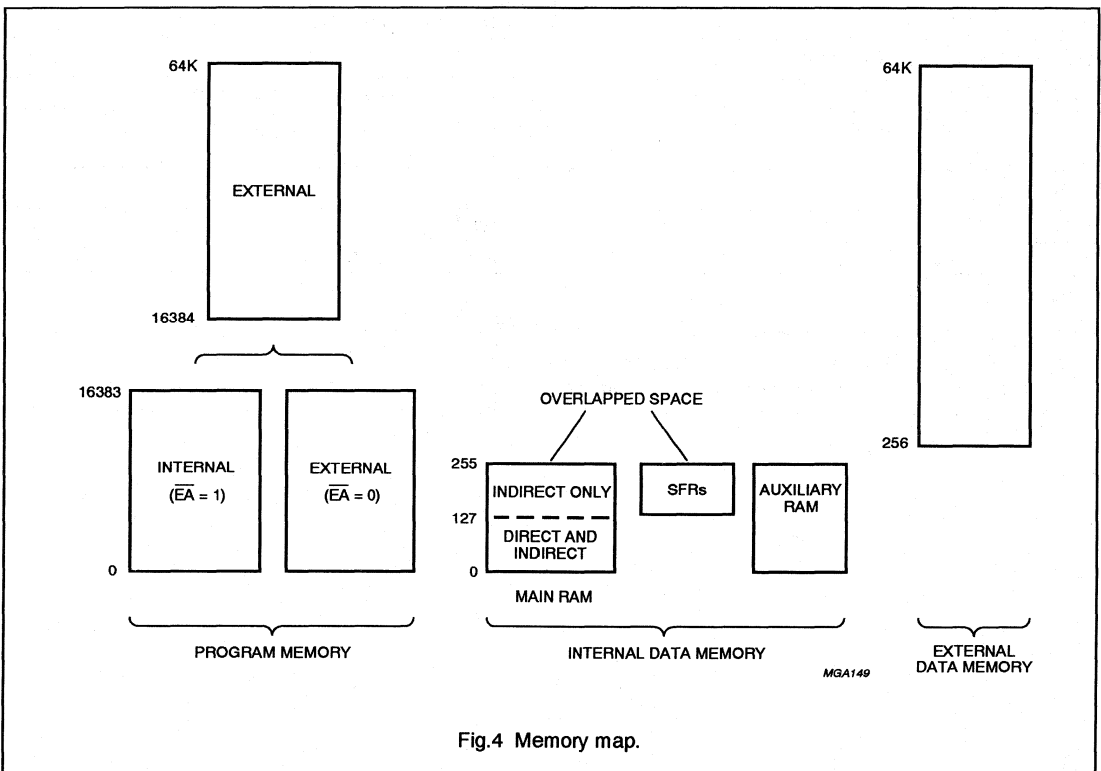 64K
EXTERNAL
16384
16383
INTERNAL
(E̅A̅ = 1)
EXTERNAL
(E̅A̅ = 0)
0
PROGRAM MEMORY
OVERLAPPED SPACE
255
INDIRECT ONLY
127
DIRECT AND
INDIRECT
0
MAIN RAM
SFRs
AUXILIARY
RAM
INTERNAL DATA MEMORY
64K
256
EXTERNAL
DATA MEMORY
MGA149
Fig.4 Memory map.